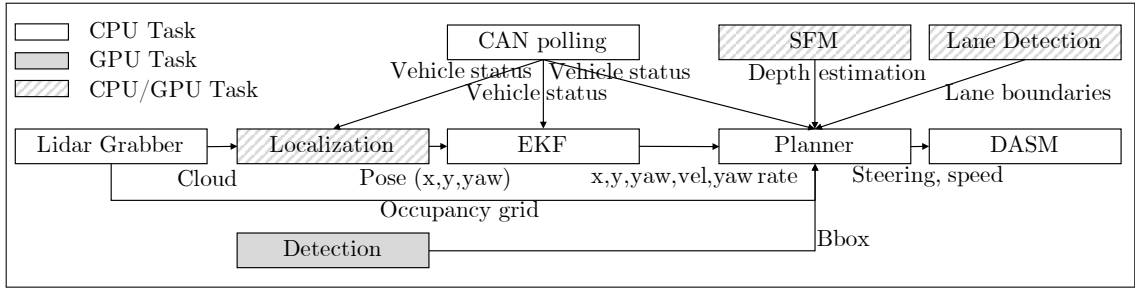 CPU Task
GPU Task
CPU/GPU Task
CAN polling
SFM
Lane Detection
Vehicle status
Vehicle status
Vehicle status
Depth estimation
Lane boundaries
Lidar Grabber
Localization
EKF
Planner
DASM
Cloud
Pose (x,y,yaw)
x,y,yaw,vel,yaw rate
Steering, speed
Occupancy grid
Detection
Bbox